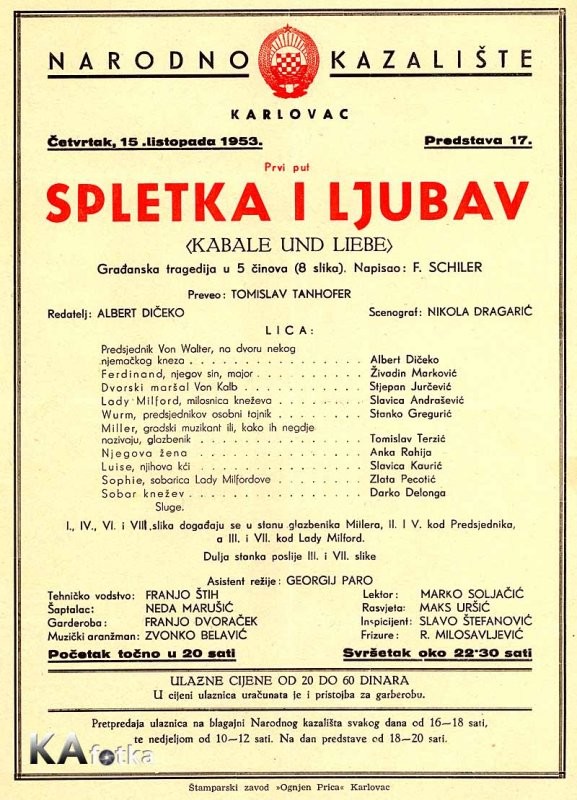 NARODNO KAZALIŠTE
KARLOVAC
Četvrtak, 15 .listopada 1953. Predstava 17.
Prvi put
SPLETKA I LJUBAV
⟨KABALE UND LIEBE⟩
Građanska tragedija u 5 činova (8 slika). Napisao: F. SCHILER
Preveo: TOMISLAV TANHOFER
Redatelj: ALBERT DIČEKO Scenograf: NIKOLA DRAGARIĆ
LICA:
Predsjednik Von Walter, na dvoru nekog
njemačkog kneza . . . . . . . . . . . . . Albert Dičeko
Ferdinand, njegov sin, major . . . . . . . . . Živadin Marković
Dvorski maršal Von Kalb . . . . . . . . . . Stjepan Jurčević
Lady Milford, milosnica kneževa . . . . . . . . Slavica Andrašević
Wurm, predsjednikov osobni tajnik . . . . . . . Stanko Gregurić
Miller, gradski muzikant ili, kako ih negdje
nazivaju, glazbenik . . . . . . . . . . . . Tomislav Terzić
Njegova žena . . . . . . . . . . . . . Anka Rahija
Luise, njihova kći . . . . . . . . . . . . Slavica Kaurić
Sophie, sobarica Lady Milfordove . . . . . . . Zlata Pecotić
Sobar knežev . . . . . . . . . . . . . Darko Delonga
Sluge.
I., IV., VI. i VIII.slika događaju se u stanu glazbenika Millera, II. i V. kod Predsjednika,
a III. i VII. kod Lady Milford.
Dulja stanka poslije III. i VII. slike
Asistent režije: GEORGIJ PARO
Tehničko vodstvo: FRANJO ŠTIH Lektor: MARKO SOLJAČIĆ
Šaptalac: NEDA MARUŠIĆ Rasvjeta: MAKS URŠIĆ
Garderoba: FRANJO DVORAČEK Inspicijent: SLAVO ŠTEFANOVIĆ
Muzički aranžman: ZVONKO BELAVIĆ Frizure: R. MILOSAVLJEVIĆ
Početak točno u 20 sati Svršetak oko 22·30 sati
ULAZNE CIJENE OD 20 DO 60 DINARA
U cijeni ulaznica uračunata je i pristojba za garberobu.
Pretpredaja ulaznica na blagajni Narodnog kazališta svakog dana od 16—18 sati,
te nedjeljom od 10—12 sati. Na dan predstave od 18—20 sati.
KA fotka
Štamparski zavod »Ognjen Prica« Karlovac